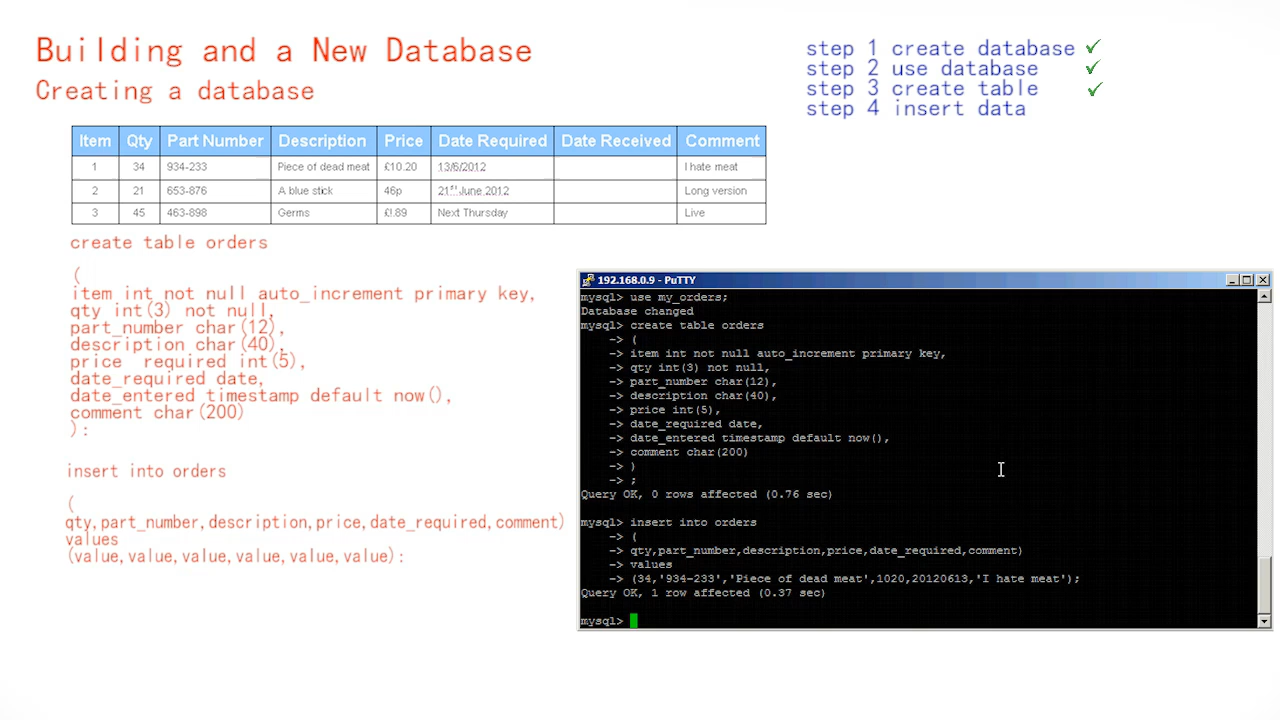 Building and a New Database
Creating a database
step 1 create database ✓
step 2 use database ✓
step 3 create table ✓
step 4 insert data
Item Qty Part Number Description Price Date Required Date Received Comment
1 34 934-233 Piece of dead meat £10.20 13/6/2012 I hate meat
2 21 653-876 A blue stick 46p 21st June 2012 Long version
3 45 463-898 Germs £!.89 Next Thursday Live
create table orders
(
item int not null auto_increment primary key,
qty int(3) not null,
part_number char(12),
description char(40),
price  required int(5),
date_required date,
date_entered timestamp default now(),
comment char(200)
):
insert into orders
(
qty,part_number,description,price,date_required,comment)
values
(value,value,value,value,value,value):
192.168.0.9 - PuTTY
mysql> use my_orders;
Database changed
mysql> create table orders
-> (
-> item int not null auto_increment primary key,
-> qty int(3) not null,
-> part_number char(12),
-> description char(40),
-> price int(5),
-> date_required date,
-> date_entered timestamp default now(),
-> comment char(200)
-> )
-> ;
Query OK, 0 rows affected (0.76 sec)
mysql> insert into orders
-> (
-> qty,part_number,description,price,date_required,comment)
-> values
-> (34,'934-233','Piece of dead meat',1020,20120613,'I hate meat');
Query OK, 1 row affected (0.37 sec)
mysql>